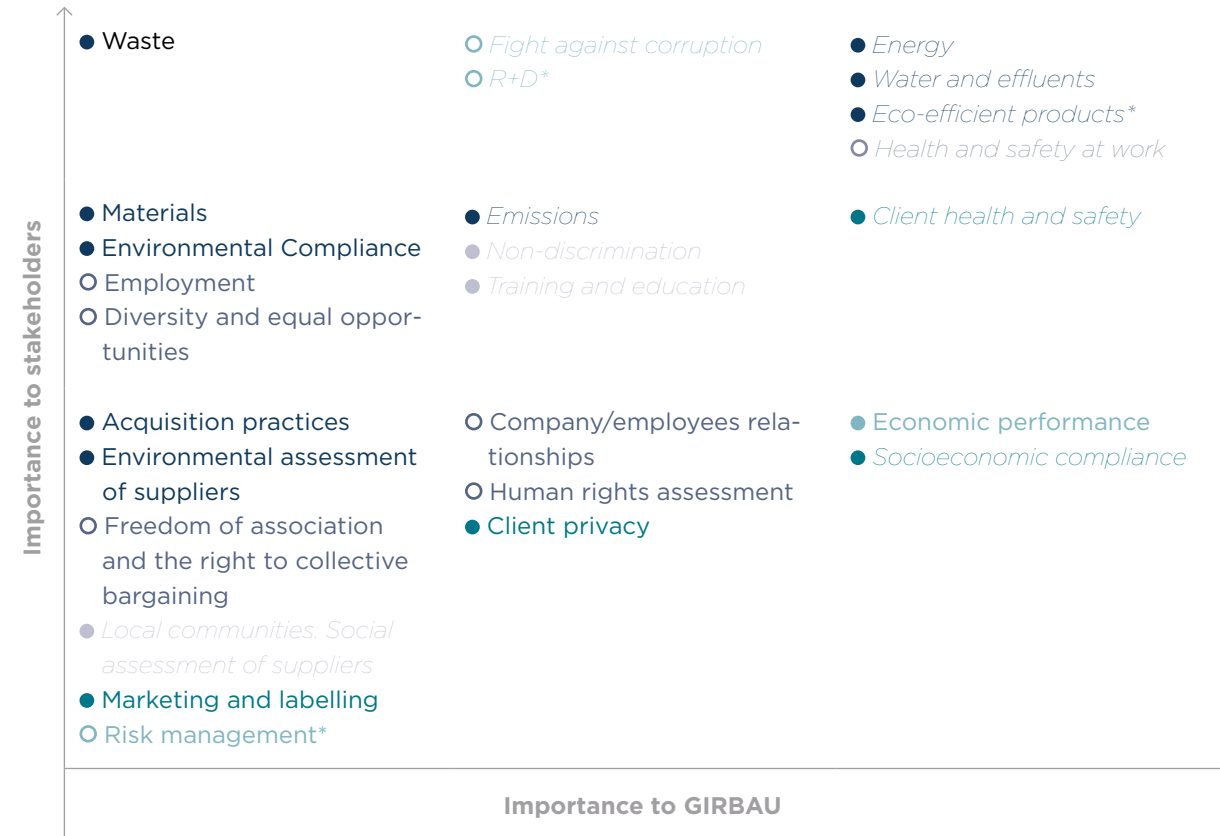 Importance to stakeholders
Waste
Fight against corruption
R+D*
Energy
Water and effluents
Eco-efficient products*
Health and safety at work
Materials
Environmental Compliance
Employment
Diversity and equal oppor-
tunities
Emissions
Non-discrimination
Training and education
Client health and safety
Acquisition practices
Environmental assessment
of suppliers
Freedom of association
and the right to collective
bargaining
Local communities. Social
assessment of suppliers
Marketing and labelling
Risk management*
Company/employees rela-
tionships
Human rights assessment
Client privacy
Economic performance
Socioeconomic compliance
Importance to GIRBAU